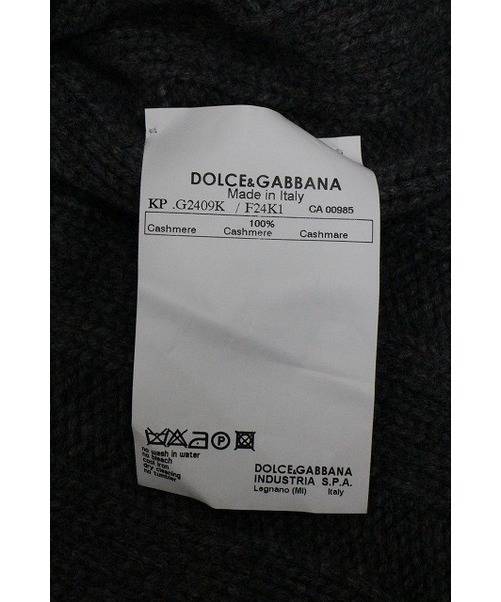 DOLCE&GABBANA
Made in Italy
KP .G2409K / F24K1 CA 00985
100%
Cashmere Cashmere Cashmare
no wash in water
no bleach
cool iron
dry cleaning
no tumbler
DOLCE&GABBANA
INDUSTRIA S.P.A.
Legnano (MI) Italy